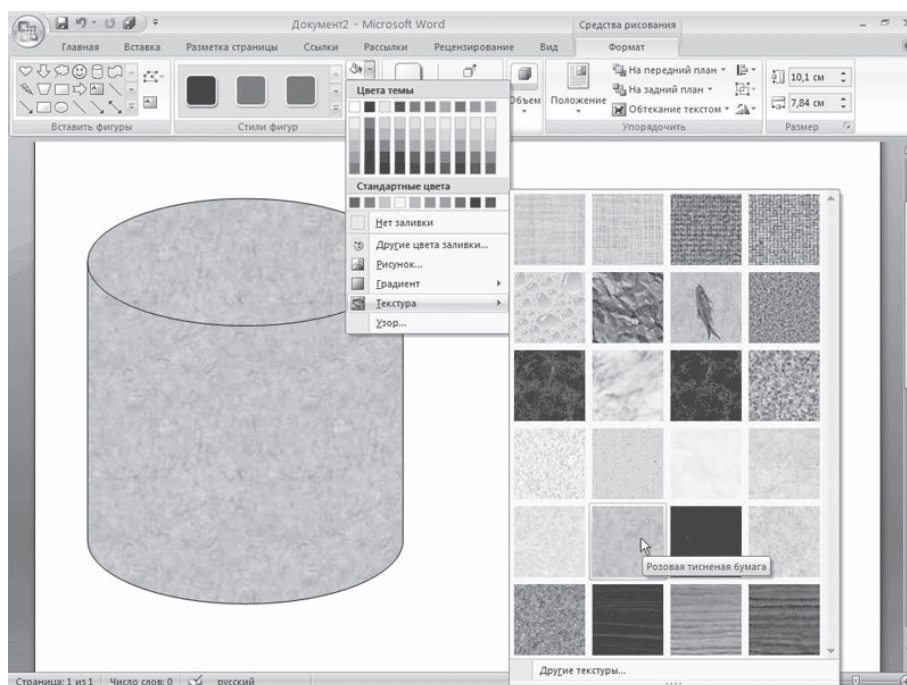 Документ2 - Microsoft Word
Средства рисования
Главная
Вставка
Разметка страницы
Ссылки
Рассылки
Рецензирование
Вид
Формат
Вставить фигуры
Стили фигур
Объем
Положение
На передний план
На задний план
Обтекание текстом
Упорядочить
10,1 см
7,84 см
Размер
Цвета темы
Стандартные цвета
Нет заливки
Другие цвета заливки...
Рисунок...
Градиент
Текстура
Узор...
Розовая тисненая бумага
Другие текстуры...
Страница: 1 из 1
Число слов: 0
русский